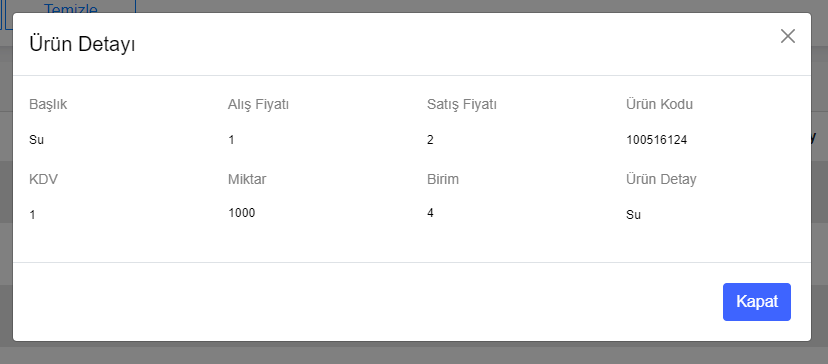 Temizle
Ürün Detayı
Başlık Alış Fiyatı Satış Fiyatı Ürün Kodu
Su 1 2 100516124
KDV Miktar Birim Ürün Detay
1 1000 4 Su
Kapat